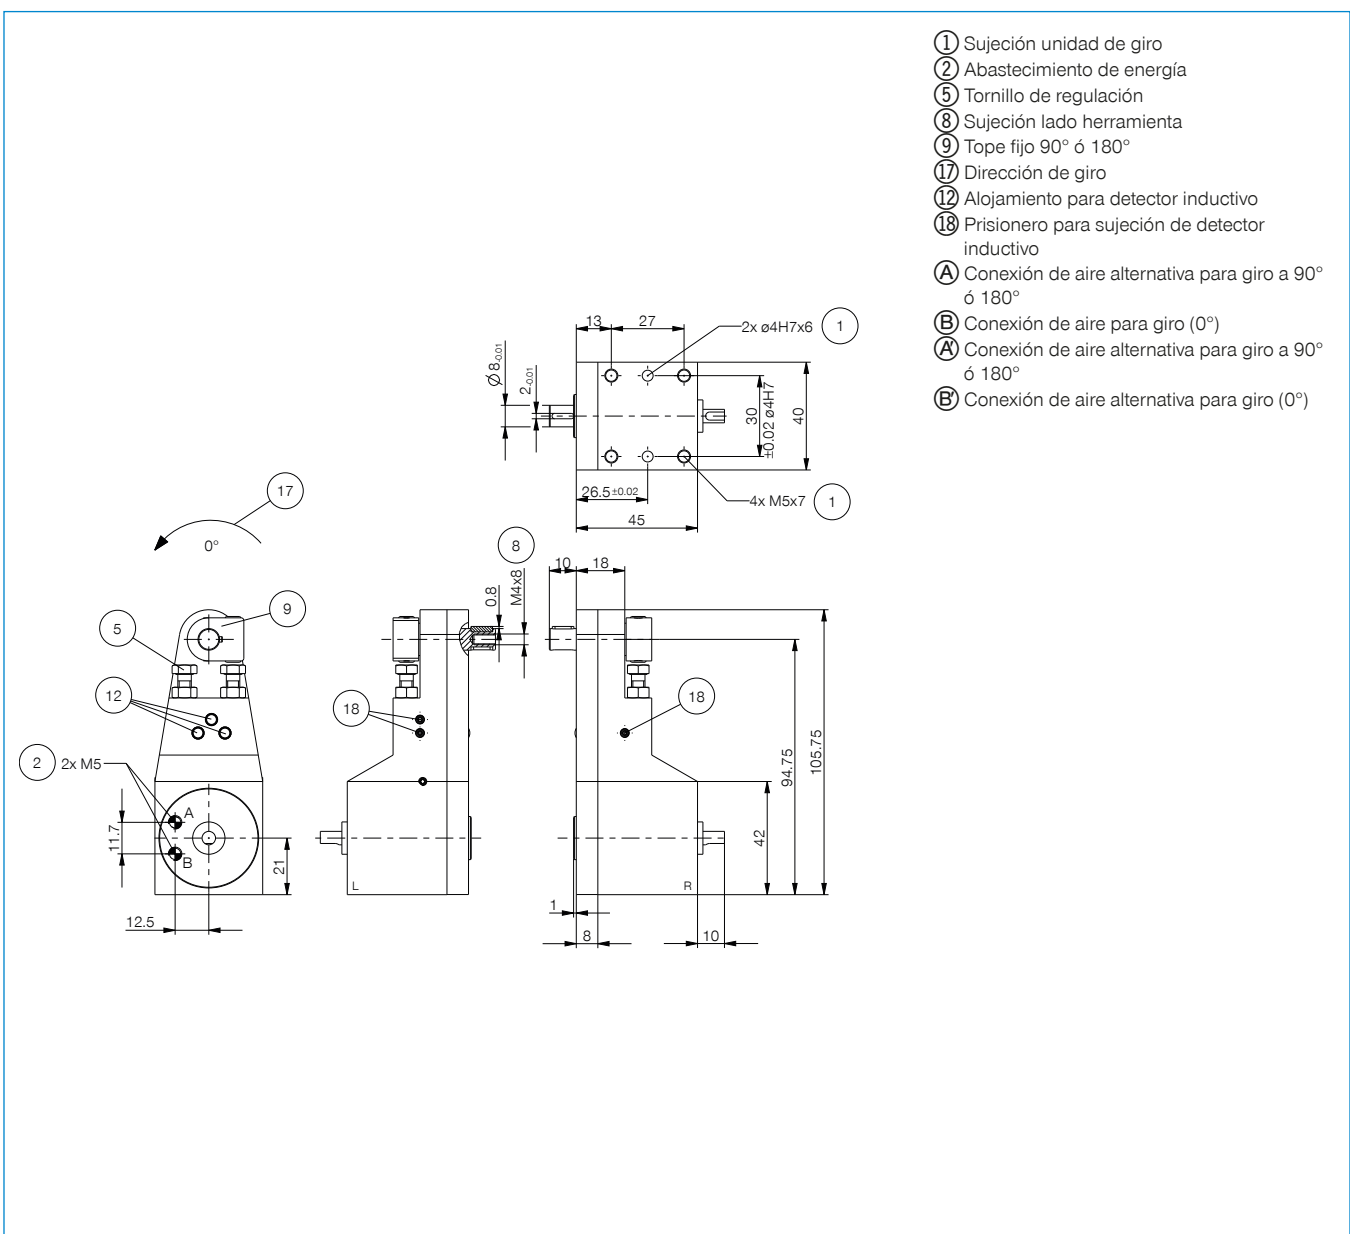 1 Sujeción unidad de giro
2 Abastecimiento de energía
5 Tornillo de regulación
8 Sujeción lado herramienta
9 Tope fijo 90° ó 180°
17 Dirección de giro
12 Alojamiento para detector inductivo
18 Prisionero para sujeción de detector
inductivo
A Conexión de aire alternativa para giro a 90°
ó 180°
B Conexión de aire para giro (0°)
A' Conexión de aire alternativa para giro a 90°
ó 180°
B' Conexión de aire alternativa para giro (0°)
13
27
2x ø4H7x6
1
Ø8-0.01
2-0.01
30
±0.02 ø4H7
40
26.5±0.02
45
4x M5x7
1
17
0°
9
5
12
2
2x M5
A
B
11.7
21
12.5
8
0.8
M4x8
18
L
10
18
18
94.75
105.75
42
R
1
8
10